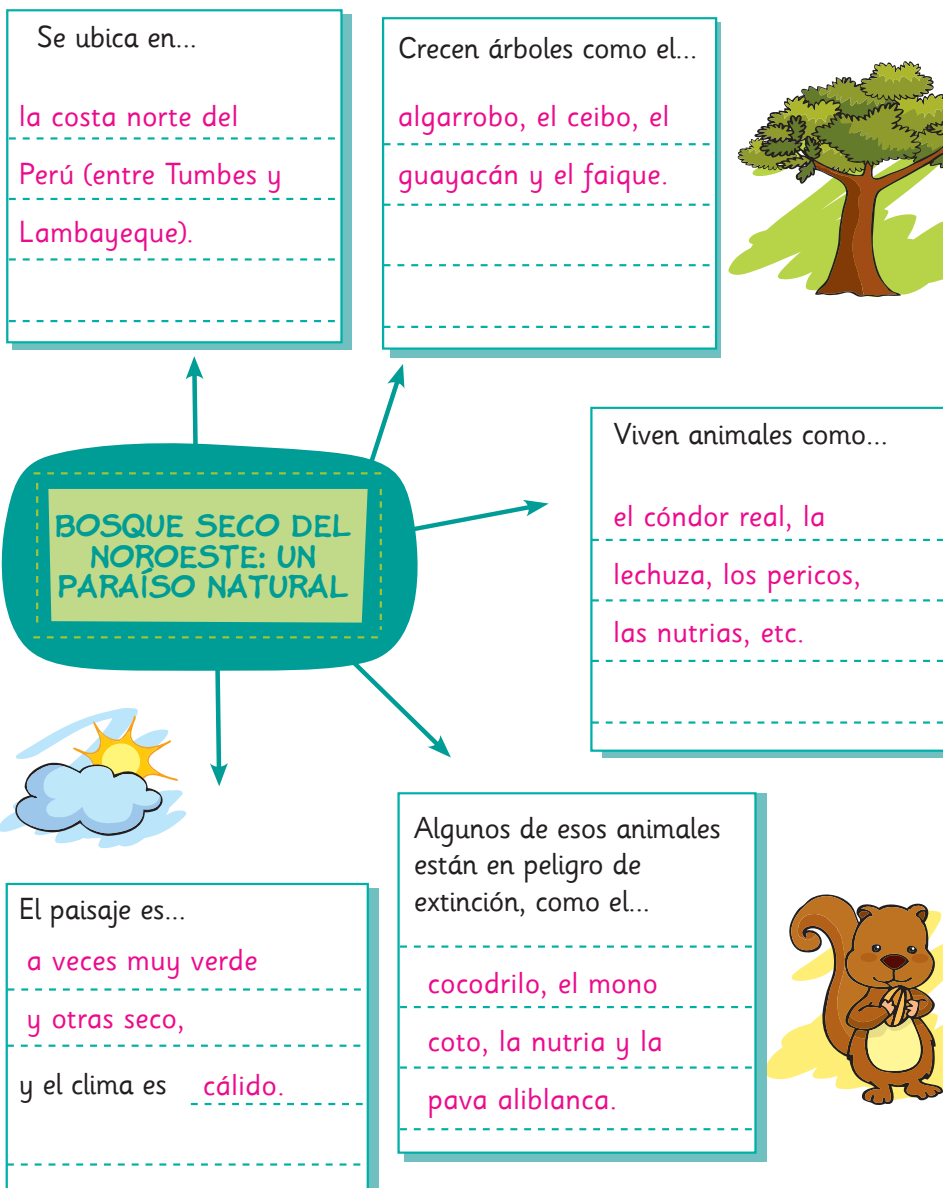 Se ubica en...
la costa norte del
Perú (entre Tumbes y
Lambayeque).
Crecen árboles como el...
algarrobo, el ceibo, el
guayacán y el faique.
BOSQUE SECO DEL
NOROESTE: UN
PARAÍSO NATURAL
Viven animales como...
el cóndor real, la
lechuza, los pericos,
las nutrias, etc.
El paisaje es...
a veces muy verde
y otras seco,
y el clima es cálido.
Algunos de esos animales
están en peligro de
extinción, como el...
cocodrilo, el mono
coto, la nutria y la
pava aliblanca.